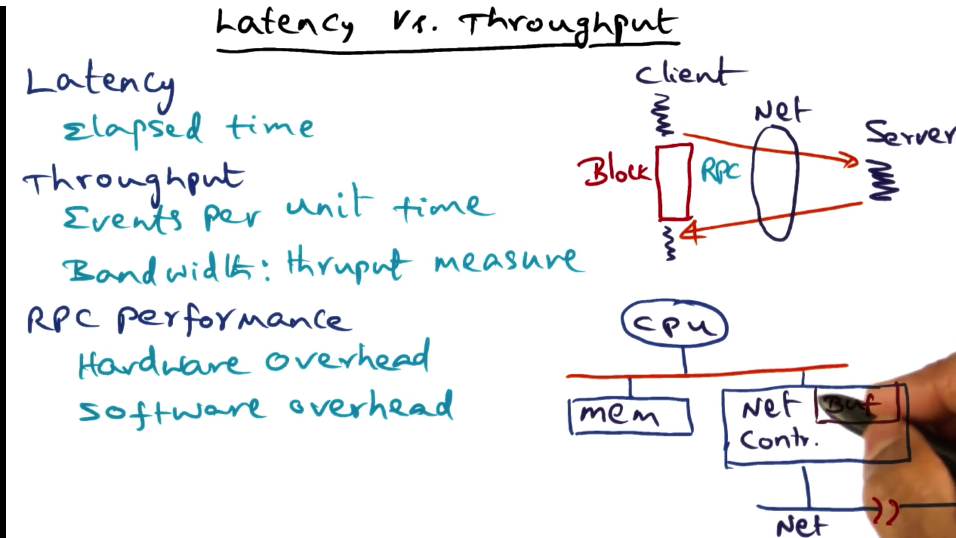 Latency Vs. Throughput
Latency
Elapsed time
Throughput
Events per unit time
Bandwidth: thruput measure
RPC performance
Hardware overhead
Software overhead
Client
Net
Server
Block
RPC
CPU
mem
Net
Buf
Contr.
Net